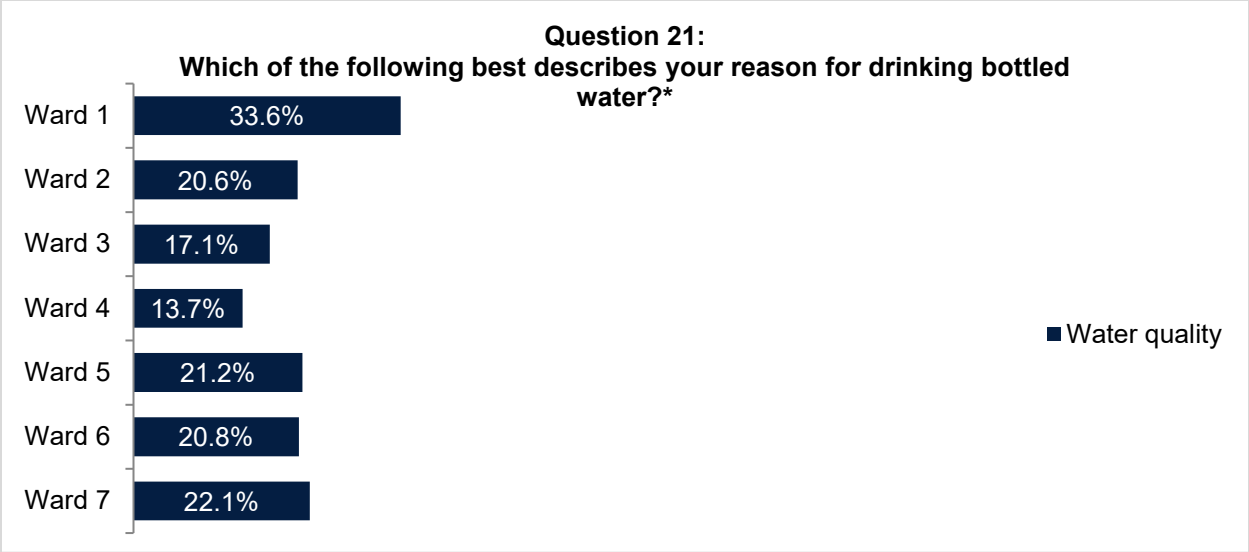 Question 21:
Which of the following best describes your reason for drinking bottled
water?*
Ward 1
33.6%
Ward 2
20.6%
Ward 3
17.1%
Ward 4
13.7%
Ward 5
21.2%
Ward 6
20.8%
Ward 7
22.1%
Water quality